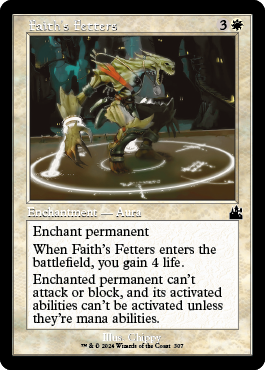 Faith's Fetters 3
Enchantment — Aura
Enchant permanent
When Faith's Fetters enters the
battlefield, you gain 4 life.
Enchanted permanent can't
attack or block, and its activated
abilities can't be activated unless
they're mana abilities.
Illus. Chippy
™ & © 2024 Wizards of the Coast 307